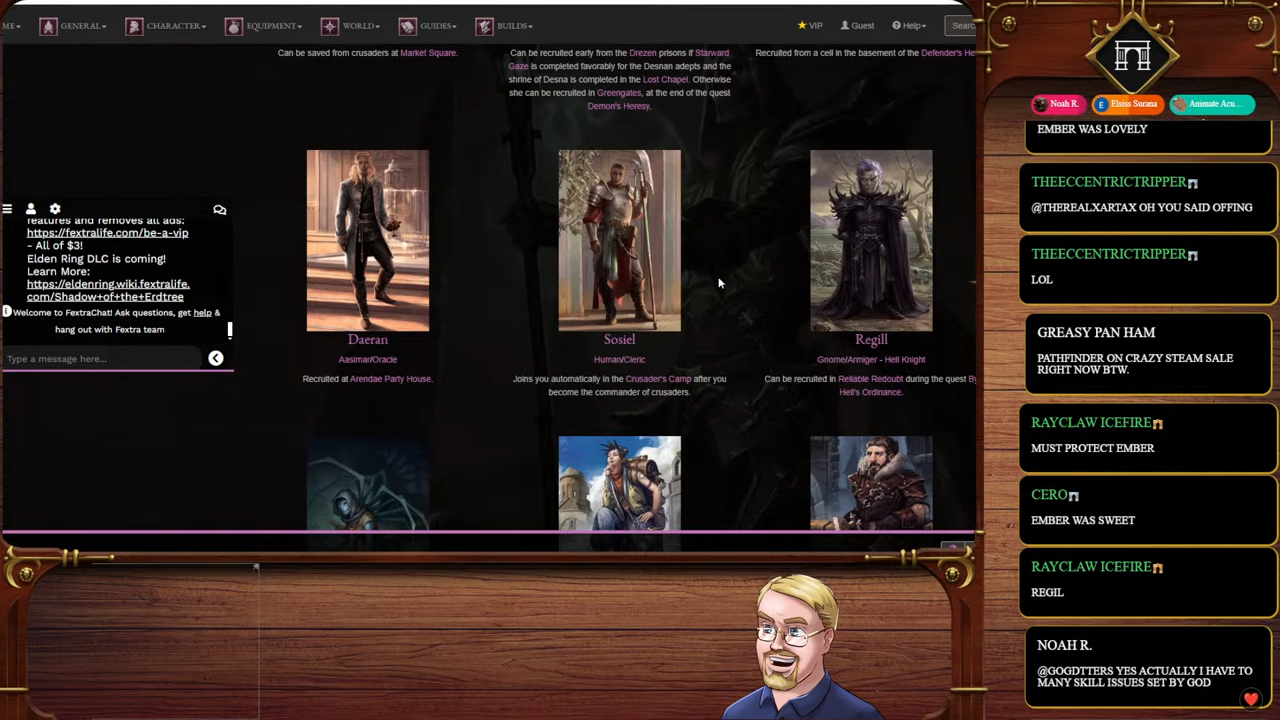 ME
GENERAL
CHARACTER
EQUIPMENT
WORLD
GUIDES
BUILDS
VIP
Guest
Help
Searc
Can be saved from crusaders at Market Square.
Can be recruited early from the Drezen prisons if Starward
Gaze is completed favorably for the Desnan adepts and the
shrine of Desna is completed in the Lost Chapel. Otherwise
she can be recruited in Greengates, at the end of the quest
Demon's Heresy.
Recruited from a cell in the basement of the Defender's He
Daeran
Aasimar/Oracle
Recruited at Arendae Party House.
Sosiel
Human/Cleric
Joins you automatically in the Crusader's Camp after you
become the commander of crusaders.
Regill
Gnome/Armiger - Hell Knight
Can be recruited in Reliable Redoubt during the quest By
Hell's Ordinance.
features and removes all ads:
https://fextralife.com/be-a-vip
- All of $3!
Elden Ring DLC is coming!
Learn More:
https://eldenring.wiki.fextralife.
com/Shadow+of+the+Erdtree
Welcome to FextraChat! Ask questions, get help &
hang out with Fextra team
Type a message here...
Noah R.
E
Elsiss Surana
Animate Acu...
EMBER WAS LOVELY
THEECCENTRICTRIPPER
@THEREALXARTAX OH YOU SAID OFFING
THEECCENTRICTRIPPER
LOL
GREASY PAN HAM
PATHFINDER ON CRAZY STEAM SALE
RIGHT NOW BTW.
RAYCLAW ICEFIRE
MUST PROTECT EMBER
CERO
EMBER WAS SWEET
RAYCLAW ICEFIRE
REGIL
NOAH R.
@GOGDTTERS YES ACTUALLY I HAVE TO
MANY SKILL ISSUES SET BY GOD